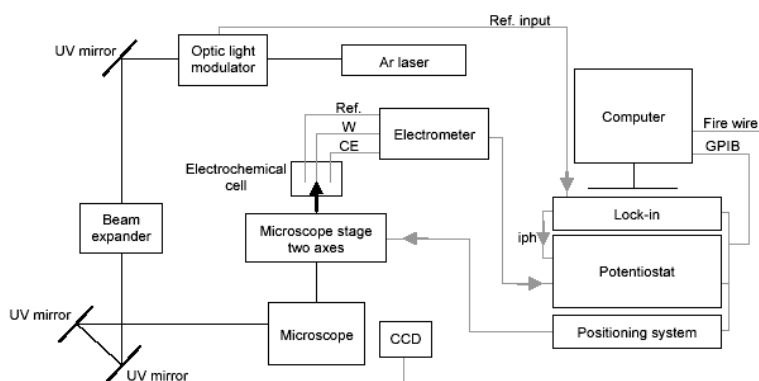 Ref. input
UV mirror
Optic light
modulator
Ar laser
Ref.
W
CE
Electrometer
Computer
Fire wire
GPIB
Electrochemical
cell
Beam
expander
Microscope stage
two axes
Lock-in
iph
Potentiostat
UV mirror
Microscope
CCD
Positioning system
UV mirror